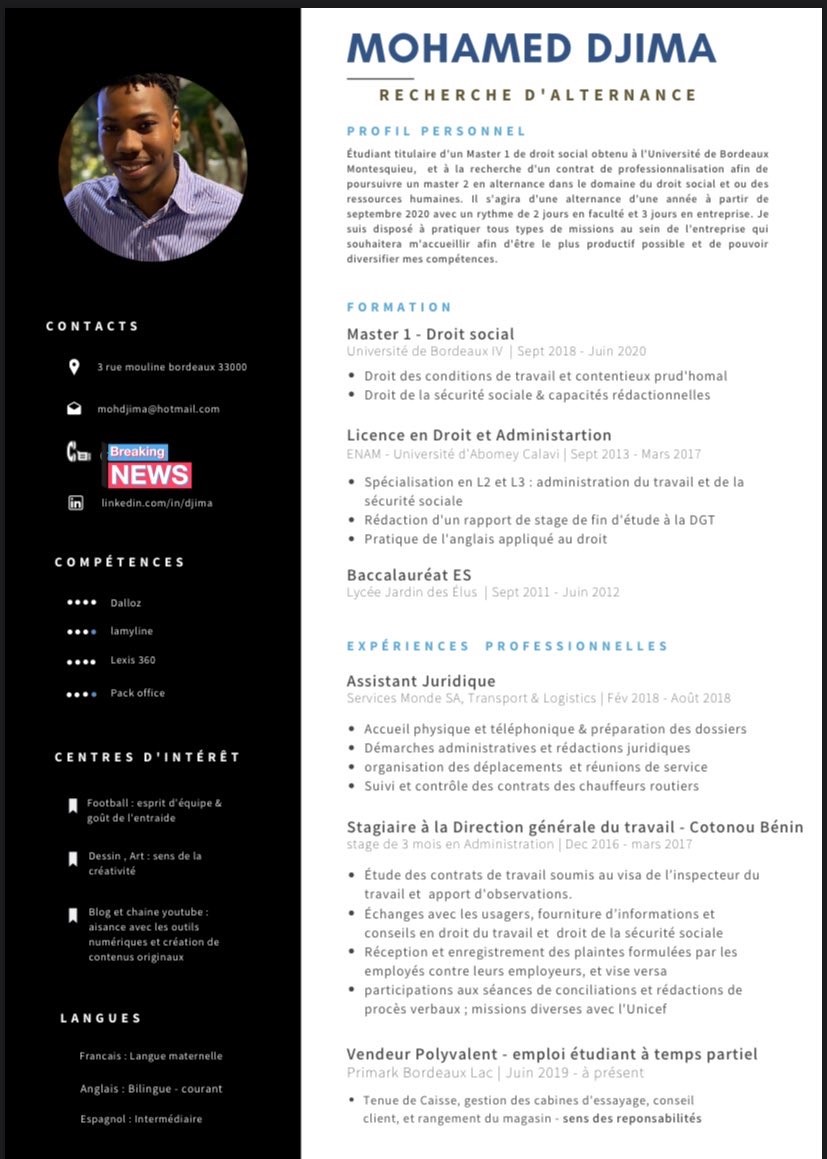 MOHAMED DJIMA
RECHERCHE D'ALTERNANCE
PROFIL PERSONNEL
Étudiant titulaire d'un Master 1 de droit social obtenu à l'Université de Bordeaux
Montesquieu, et à la recherche d'un contrat de professionnalisation afin de
poursuivre un master 2 en alternance dans le domaine du droit social et ou des
ressources humaines. Il s'agira d'une alternance d'une année à partir de
septembre 2020 avec un rythme de 2 jours en faculté et 3 jours en entreprise. Je
suis disposé à pratiquer tous types de missions au sein de l'entreprise qui
souhaitera m'accueillir afin d'être le plus productif possible et de pouvoir
diversifier mes compétences.
FORMATION
Master 1 - Droit social
Université de Bordeaux IV | Sept 2018 - Juin 2020
• Droit des conditions de travail et contentieux prud'homal
• Droit de la sécurité sociale & capacités rédactionnelles
Licence en Droit et Administartion
ENAM - Université d'Abomey Calavi | Sept 2013 - Mars 2017
• Spécialisation en L2 et L3 : administration du travail et de la
sécurité sociale
• Rédaction d'un rapport de stage de fin d'étude à la DGT
• Pratique de l'anglais appliqué au droit
Baccalauréat ES
Lycée Jardin des Élus | Sept 2011 - Juin 2012
EXPÉRIENCES PROFESSIONNELLES
Assistant Juridique
Services Monde SA, Transport & Logistics | Fév 2018 - Août 2018
• Accueil physique et téléphonique & préparation des dossiers
• Démarches administratives et rédactions juridiques
• organisation des déplacements et réunions de service
• Suivi et contrôle des contrats des chauffeurs routiers
Stagiaire à la Direction générale du travail - Cotonou Bénin
stage de 3 mois en Administration | Dec 2016 - mars 2017
• Étude des contrats de travail soumis au visa de l'inspecteur du
travail et apport d'observations.
• Échanges avec les usagers, fourniture d'informations et
conseils en droit du travail et droit de la sécurité sociale
• Réception et enregistrement des plaintes formulées par les
employés contre leurs employeurs, et vise versa
• participations aux séances de conciliations et rédactions de
procès verbaux ; missions diverses avec l'Unicef
Vendeur Polyvalent - emploi étudiant à temps partiel
Primark Bordeaux Lac | Juin 2019 - à présent
• Tenue de Caisse, gestion des cabines d'essayage, conseil
client, et rangement du magasin - sens des reponsabilités
CONTACTS
3 rue mouline bordeaux 33000
mohdjima@hotmail.com
Breaking
NEWS
linkedin.com/in/djima
COMPÉTENCES
Dalloz
lamyline
Lexis 360
Pack office
CENTRES D'INTÉRÊT
Football : esprit d'équipe &
goût de l'entraide
Dessin , Art : sens de la
créativité
Blog et chaine youtube :
aisance avec les outils
numériques et création de
contenus originaux
LANGUES
Francais : Langue maternelle
Anglais : Bilingue - courant
Espagnol : Intermédiaire